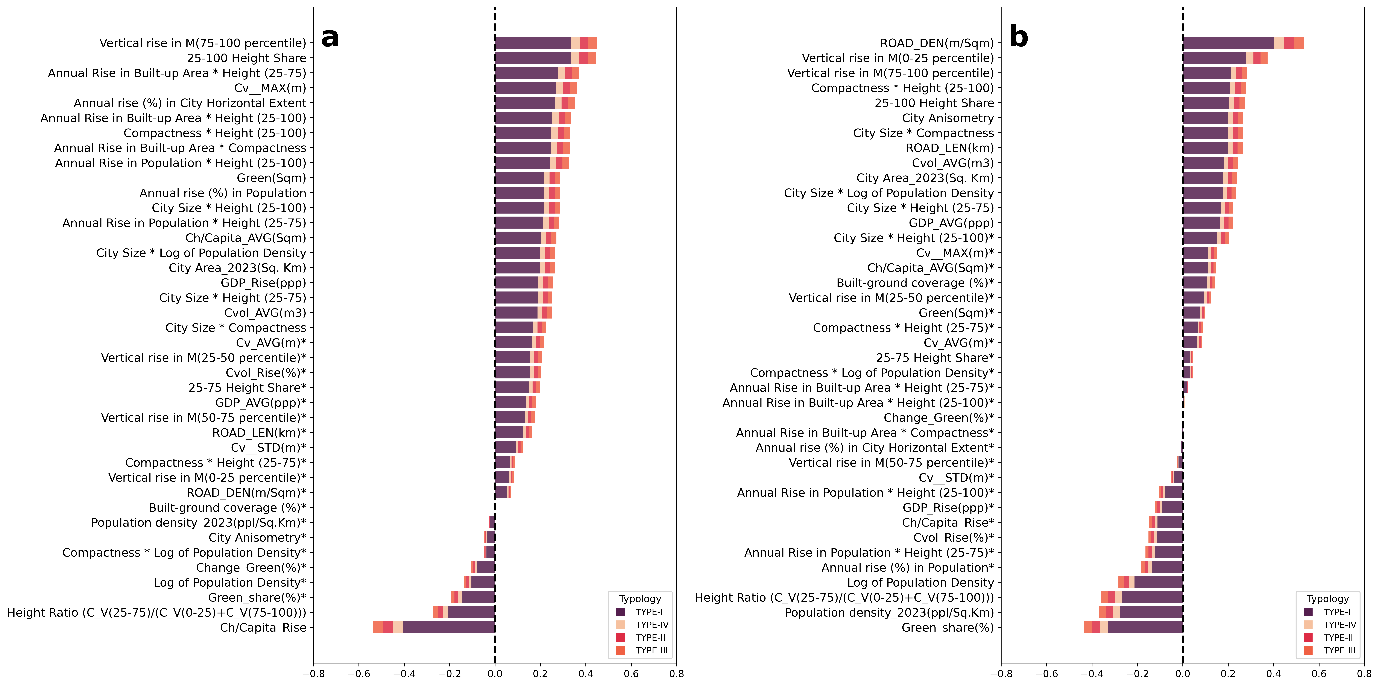 a
Vertical rise in M(75-100 percentile)
25-100 Height Share
Annual Rise in Built-up Area * Height (25-75)
Cv__MAX(m)
Annual rise (%) in City Horizontal Extent
Annual Rise in Built-up Area * Height (25-100)
Compactness * Height (25-100)
Annual Rise in Built-up Area * Compactness
Annual Rise in Population * Height (25-100)
Green(Sqm)
Annual rise (%) in Population
City Size * Height (25-100)
Annual Rise in Population * Height (25-75)
Ch/Capita_AVG(Sqm)
City Size * Log of Population Density
City Area_2023(Sq. Km)
GDP_Rise(ppp)
City Size * Height (25-75)
Cvol_AVG(m3)
City Size * Compactness
Cv_AVG(m)*
Vertical rise in M(25-50 percentile)*
Cvol_Rise(%)*
25-75 Height Share*
GDP_AVG(ppp)*
Vertical rise in M(50-75 percentile)*
ROAD_LEN(km)*
Cv__STD(m)*
Compactness * Height (25-75)*
Vertical rise in M(0-25 percentile)*
ROAD_DEN(m/Sqm)*
Built-ground coverage (%)*
Population density_2023(ppl/Sq.Km)*
City Anisometry*
Compactness * Log of Population Density*
Change_Green(%)*
Log of Population Density*
Green_share(%)*
Height Ratio (C_V(25-75)/(C_V(0-25)+C_V(75-100)))
Ch/Capita_Rise
Typology
TYPE-I
TYPE-IV
TYPE-II
TYPE-III
−0.8 −0.6 −0.4 −0.2 0.0 0.2 0.4 0.6 0.8
b
ROAD_DEN(m/Sqm)
Vertical rise in M(0-25 percentile)
Vertical rise in M(75-100 percentile)
Compactness * Height (25-100)
25-100 Height Share
City Anisometry
City Size * Compactness
ROAD_LEN(km)
Cvol_AVG(m3)
City Area_2023(Sq. Km)
City Size * Log of Population Density
City Size * Height (25-75)
GDP_AVG(ppp)
City Size * Height (25-100)*
Cv__MAX(m)*
Ch/Capita_AVG(Sqm)*
Built-ground coverage (%)*
Vertical rise in M(25-50 percentile)*
Green(Sqm)*
Compactness * Height (25-75)*
Cv_AVG(m)*
25-75 Height Share*
Compactness * Log of Population Density*
Annual Rise in Built-up Area * Height (25-75)*
Annual Rise in Built-up Area * Height (25-100)*
Change_Green(%)*
Annual Rise in Built-up Area * Compactness*
Annual rise (%) in City Horizontal Extent*
Vertical rise in M(50-75 percentile)*
Cv__STD(m)*
Annual Rise in Population * Height (25-100)*
GDP_Rise(ppp)*
Ch/Capita_Rise*
Cvol_Rise(%)*
Annual Rise in Population * Height (25-75)*
Annual rise (%) in Population*
Log of Population Density
Height Ratio (C_V(25-75)/(C_V(0-25)+C_V(75-100)))
Population density_2023(ppl/Sq.Km)
Green_share(%)
Typology
TYPE-I
TYPE-IV
TYPE-II
TYPE-III
−0.8 −0.6 −0.4 −0.2 0.0 0.2 0.4 0.6 0.8